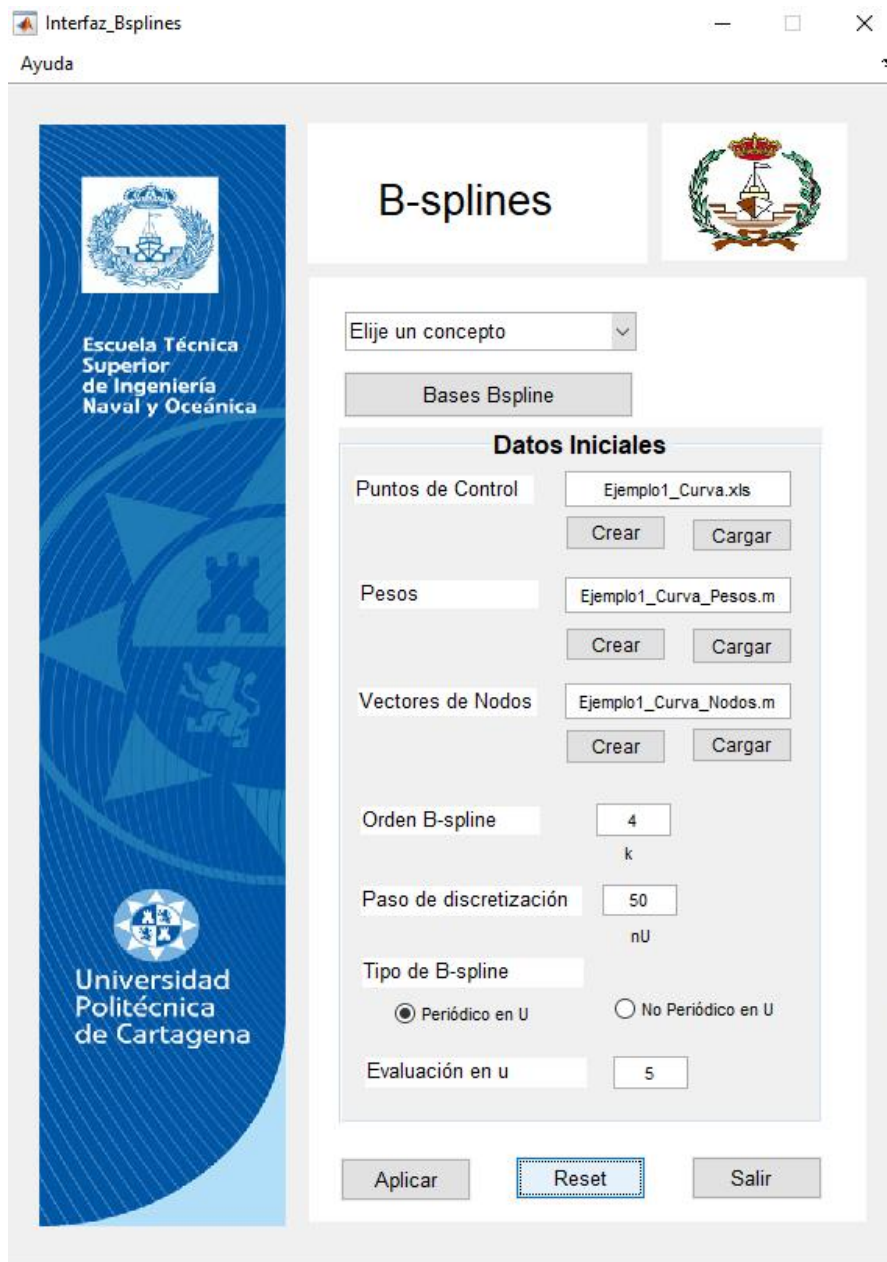 Interfaz_Bsplines
Ayuda
B-splines
Escuela Técnica
Superior
de Ingeniería
Naval y Oceánica
Elije un concepto
Bases Bspline
Datos Iniciales
Puntos de Control
Ejemplo1_Curva.xls
Crear
Cargar
Pesos
Ejemplo1_Curva_Pesos.m
Crear
Cargar
Vectores de Nodos
Ejemplo1_Curva_Nodos.m
Crear
Cargar
Orden B-spline
4
k
Paso de discretización
50
nU
Tipo de B-spline
Periódico en U
No Periódico en U
Evaluación en u
5
Universidad
Politécnica
de Cartagena
Aplicar
Reset
Salir